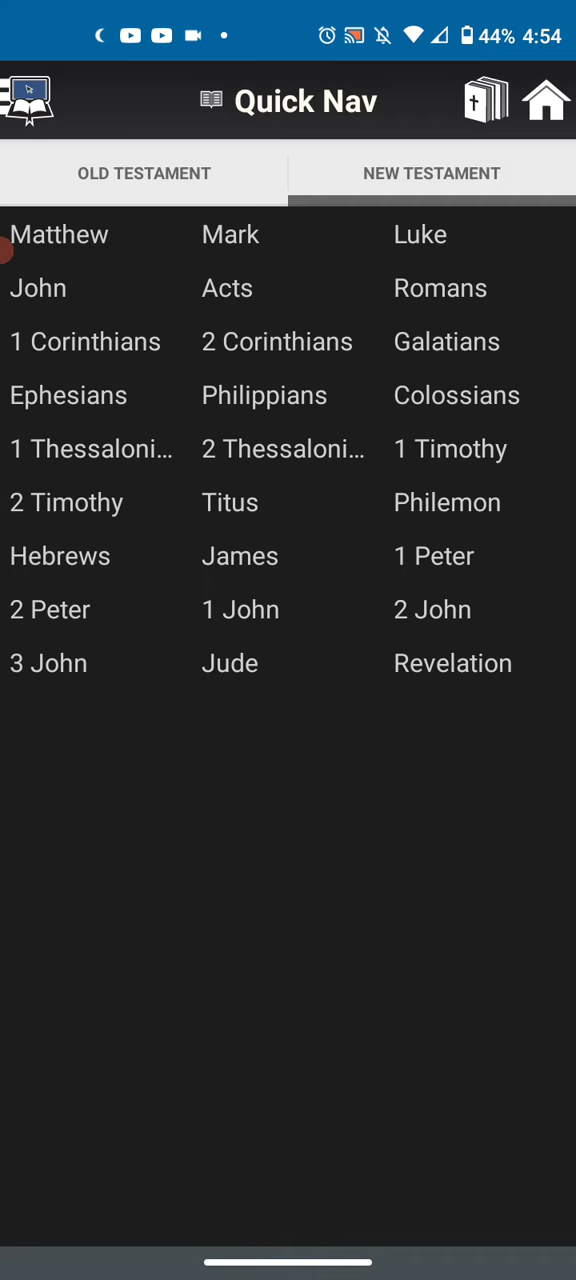 44% 4:54
Quick Nav
OLD TESTAMENT NEW TESTAMENT
Matthew Mark Luke
John Acts Romans
1 Corinthians 2 Corinthians Galatians
Ephesians Philippians Colossians
1 Thessaloni... 2 Thessaloni... 1 Timothy
2 Timothy Titus Philemon
Hebrews James 1 Peter
2 Peter 1 John 2 John
3 John Jude Revelation